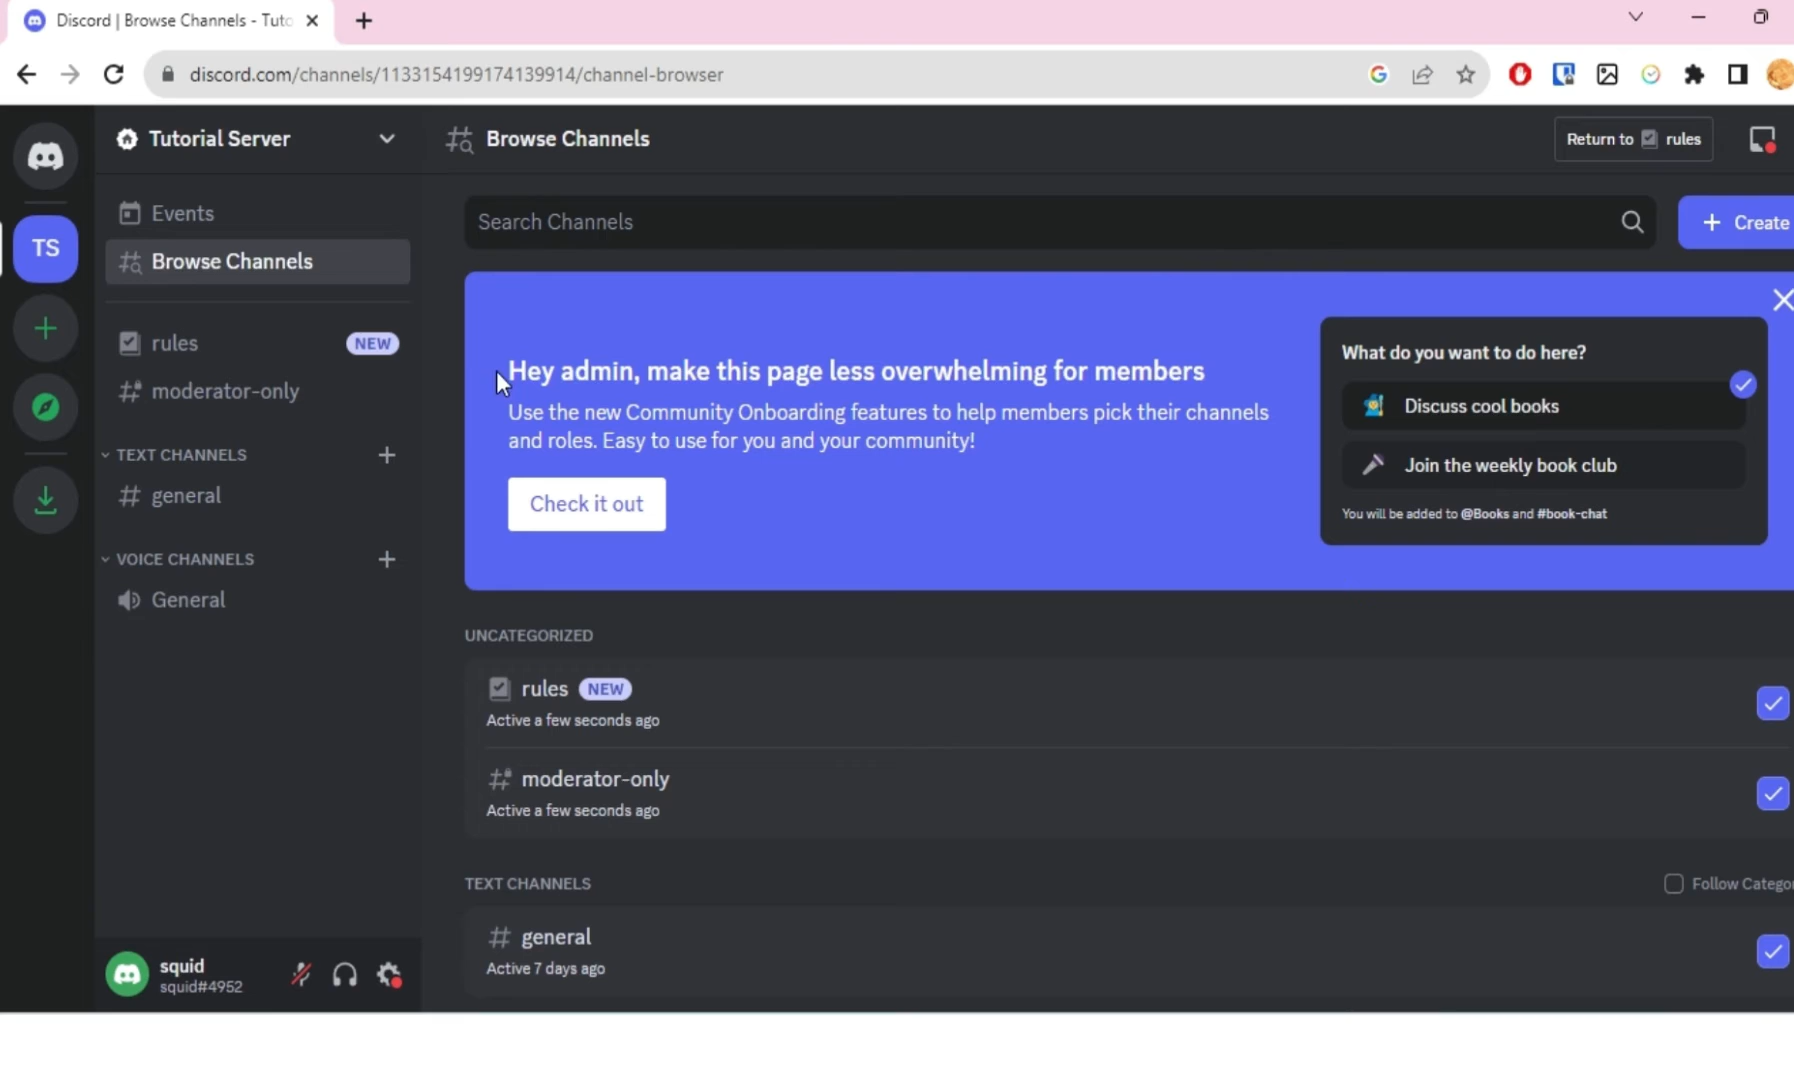 Discord | Browse Channels - Tuto
discord.com/channels/1133154199174139914/channel-browser
Tutorial Server
Browse Channels
Return to rules
TS
Events
Browse Channels
Search Channels
Create
rules NEW
moderator-only
TEXT CHANNELS
general
VOICE CHANNELS
General
Hey admin, make this page less overwhelming for members
Use the new Community Onboarding features to help members pick their channels
and roles. Easy to use for you and your community!
Check it out
What do you want to do here?
Discuss cool books
Join the weekly book club
You will be added to @Books and #book-chat
UNCATEGORIZED
rules NEW
Active a few seconds ago
moderator-only
Active a few seconds ago
TEXT CHANNELS
Follow Categor
general
Active 7 days ago
squid
squid#4952